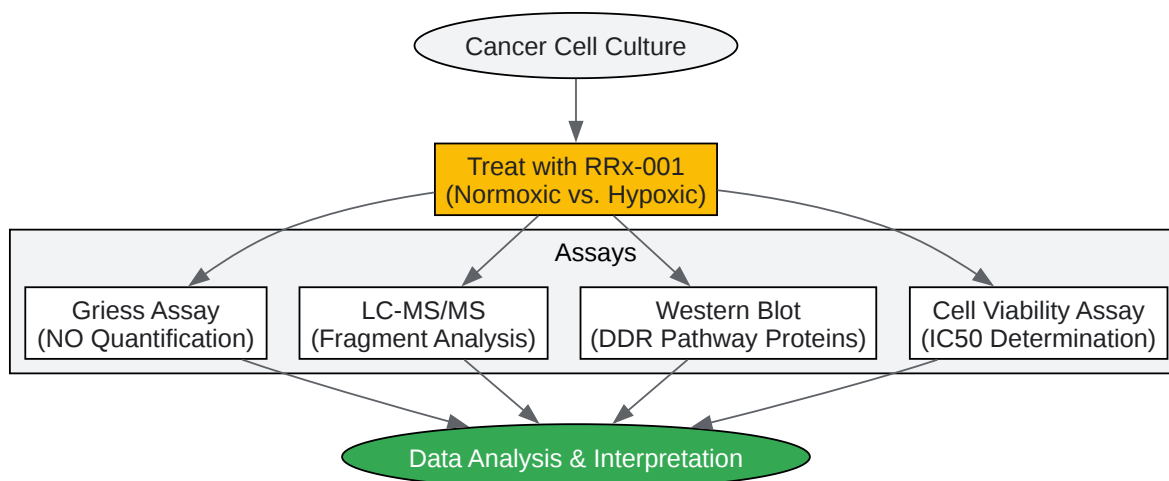 Cancer Cell Culture
Treat with RRx-001
(Normoxic vs. Hypoxic)
Assays
Griess Assay
(NO Quantification)
LC-MS/MS
(Fragment Analysis)
Western Blot
(DDR Pathway Proteins)
Cell Viability Assay
(IC50 Determination)
Data Analysis & Interpretation